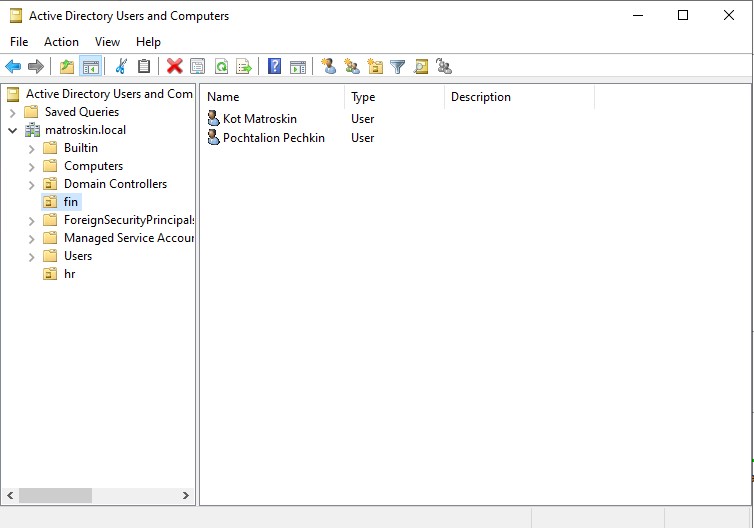 Active Directory Users and Computers
File Action View Help
Active Directory Users and Com
Saved Queries
matroskin.local
Builtin
Computers
Domain Controllers
fin
ForeignSecurityPrincipals
Managed Service Accour
Users
hr
Name Type Description
Kot Matroskin User
Pochtalion Pechkin User